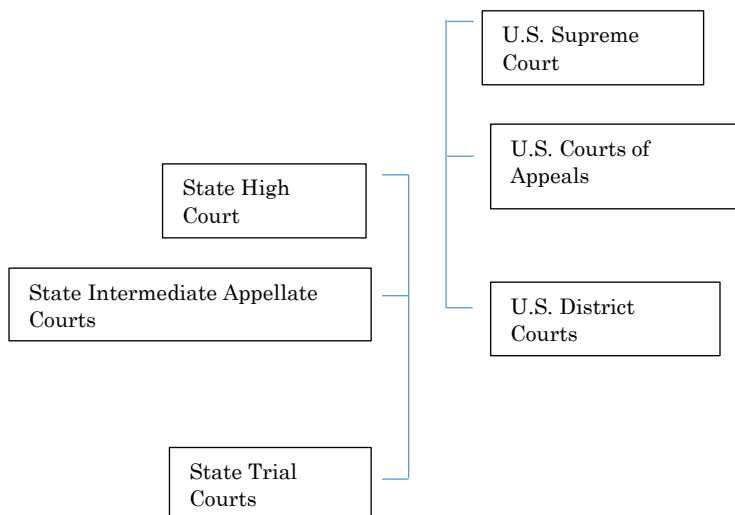 U.S. Supreme
Court
U.S. Courts of
Appeals
State High
Court
State Intermediate Appellate
Courts
U.S. District
Courts
State Trial
Courts